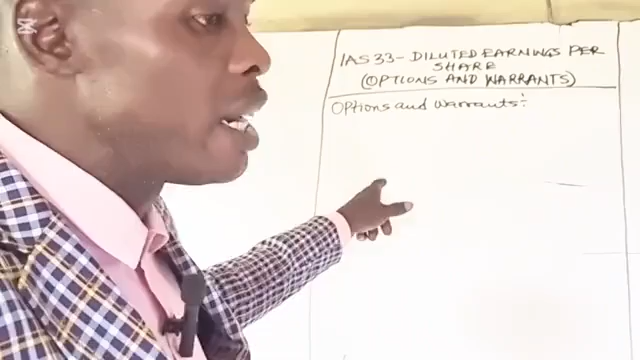 IAS 33 - DILUTED EARNINGS PER
SHARE
(OPTIONS AND WARRANTS)
Options and Warrants: